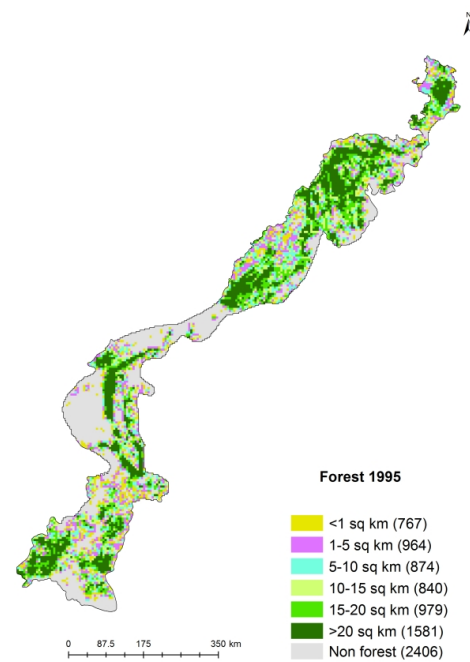 N
Forest 1995
<1 sq km (767)
1-5 sq km (964)
5-10 sq km (874)
10-15 sq km (840)
15-20 sq km (979)
>20 sq km (1581)
Non forest (2406)
0 87.5 175 350 km